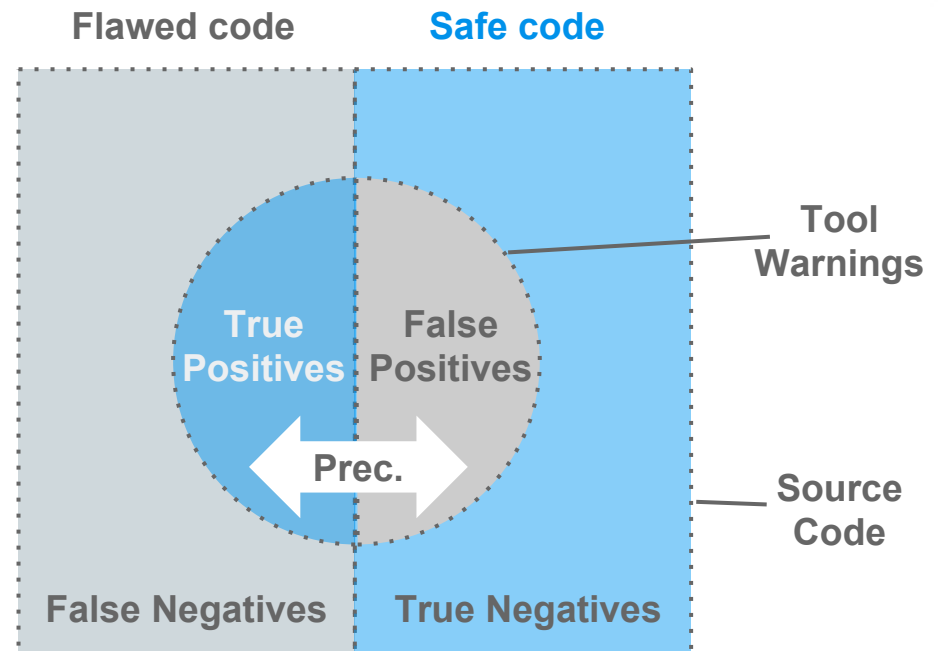 Flawed code
Safe code
Tool
Warnings
True
Positives
False
Positives
Prec.
Source
Code
False Negatives
True Negatives